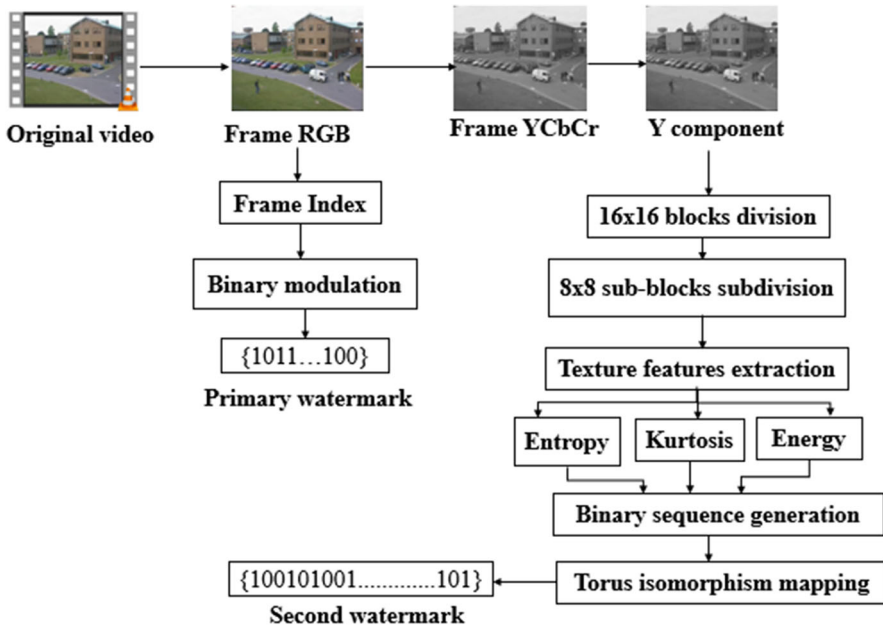 Original video
Frame RGB
Frame YCbCr
Y component
Frame Index
Binary modulation
{1011...100}
Primary watermark
16x16 blocks division
8x8 sub-blocks subdivision
Texture features extraction
Entropy
Kurtosis
Energy
Binary sequence generation
Torus isomorphism mapping
{100101001.............101}
Second watermark